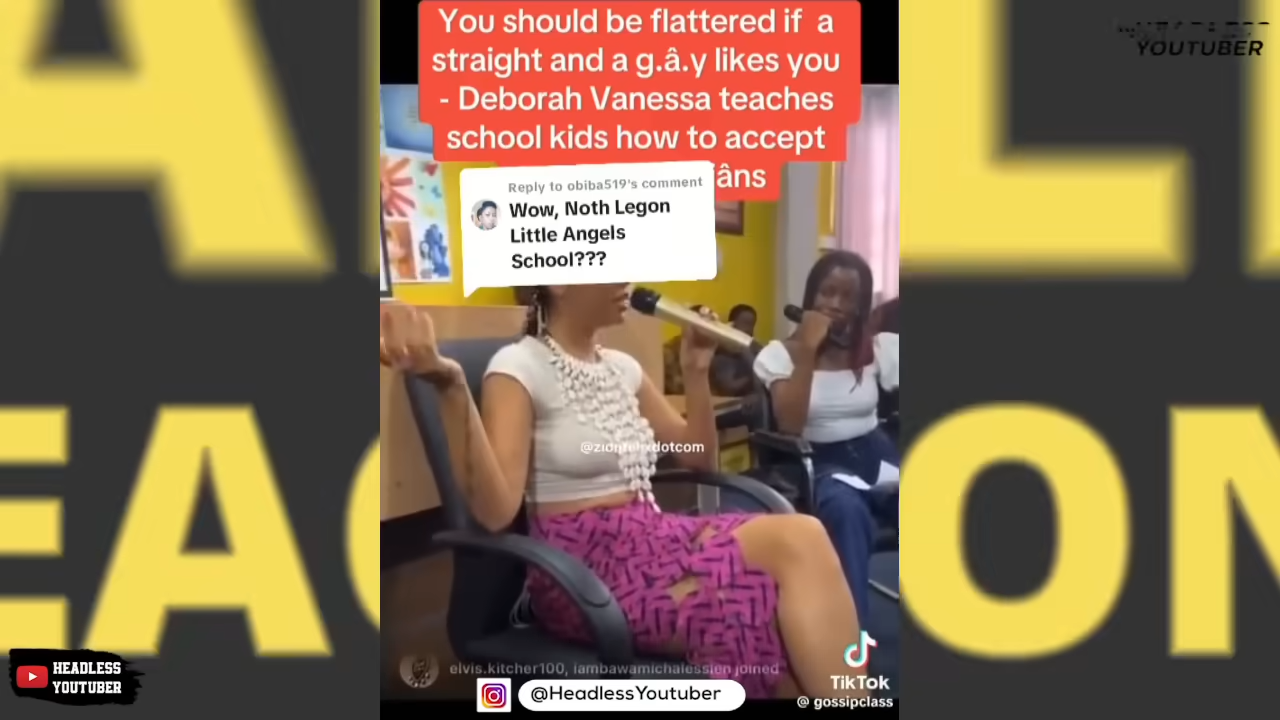 You should be flattered if a
straight and a g.â.y likes you
- Deborah Vanessa teaches
school kids how to accept
âns
Reply to obiba519's comment
Wow, Noth Legon
Little Angels
School???
YOUTUBER
@zionfelixdotcom
elvis.kitcher100, iambawamichalessien joined
TikTok
@ gossipclass
HEADLESS
YOUTUBER
@HeadlessYoutuber